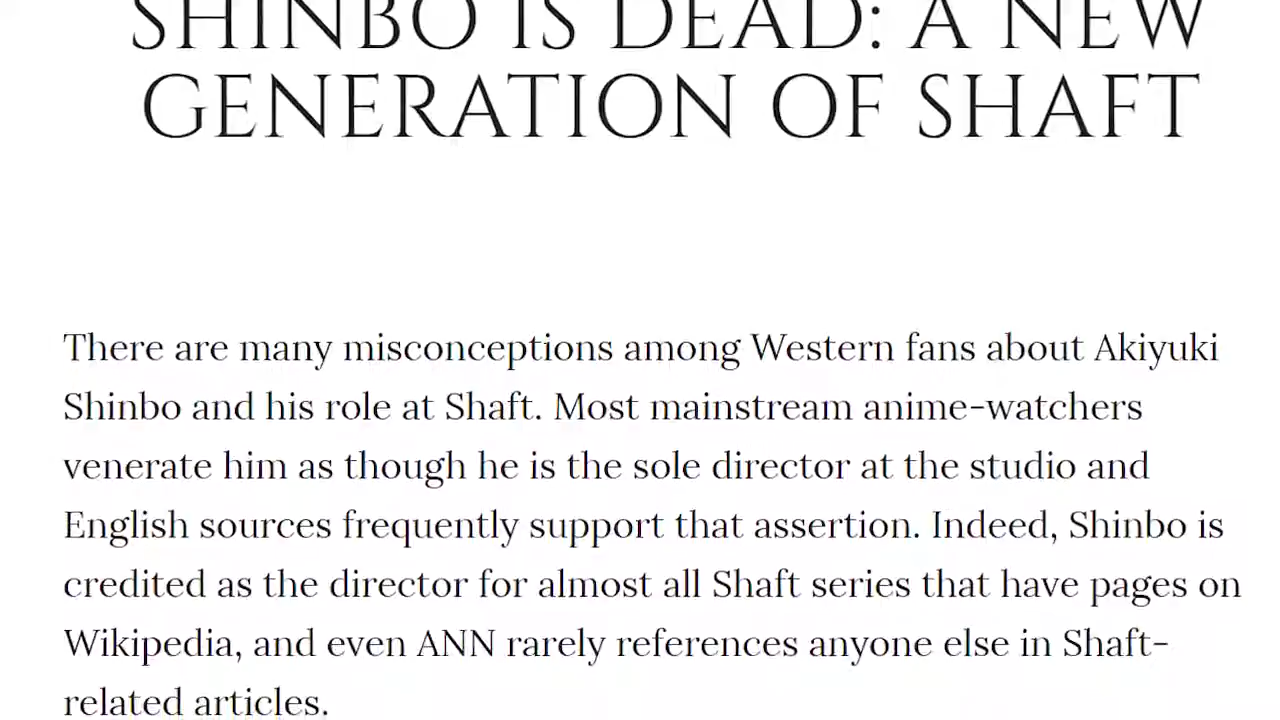 SHINBO IS DEAD: A NEW
GENERATION OF SHAFT
There are many misconceptions among Western fans about Akiyuki
Shinbo and his role at Shaft. Most mainstream anime-watchers
venerate him as though he is the sole director at the studio and
English sources frequently support that assertion. Indeed, Shinbo is
credited as the director for almost all Shaft series that have pages on
Wikipedia, and even ANN rarely references anyone else in Shaft-
related articles.